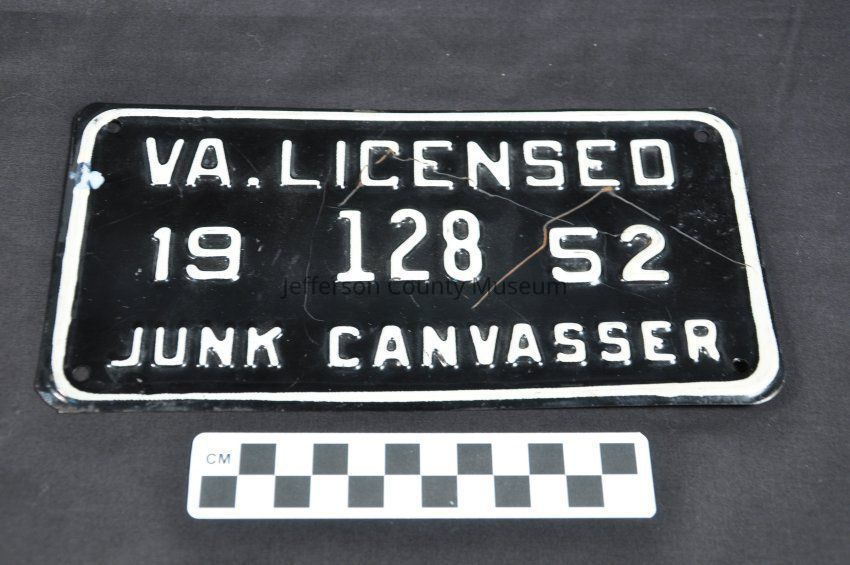 VA. LICENSED
19 128 52
Jefferson County Museum
JUNK CANVASSER
CM